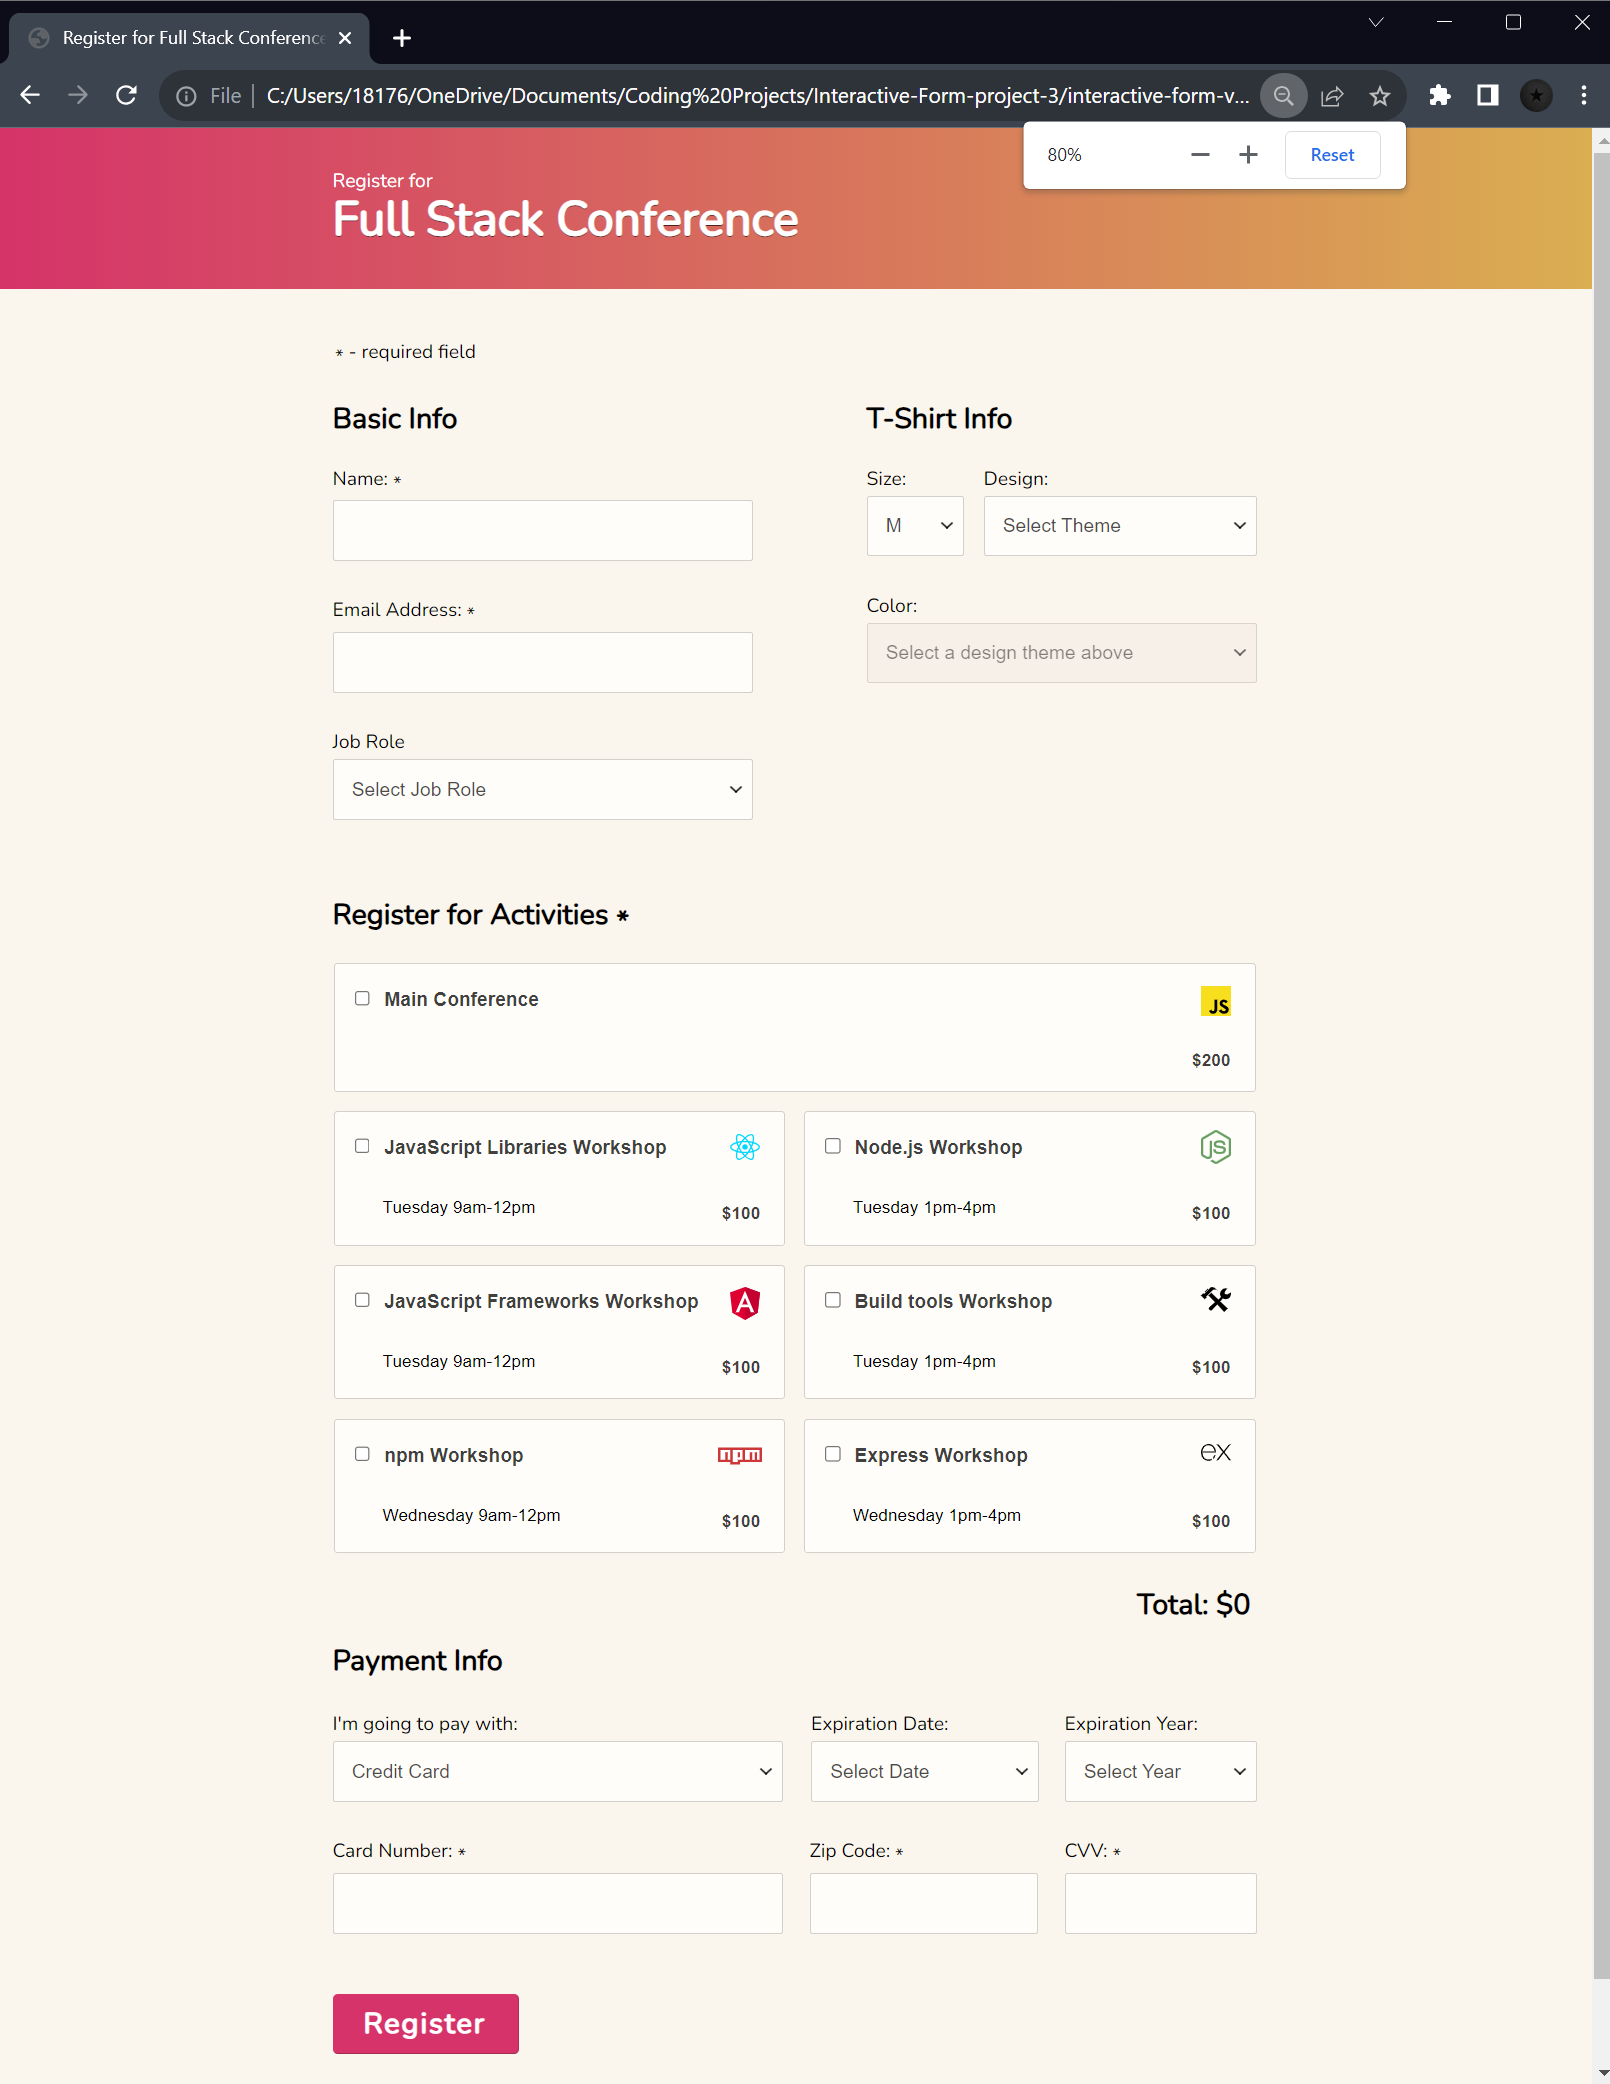 Register for Full Stack Conference
File | C:/Users/18176/OneDrive/Documents/Coding%20Projects/Interactive-Form-project-3/interactive-form-v...
80%
Reset
Register for
Full Stack Conference
* - required field
Basic Info
Name: *
Email Address: *
Job Role
Select Job Role
T-Shirt Info
Size:
Design:
M
Select Theme
Color:
Select a design theme above
Register for Activities *
Main Conference
JS
$200
JavaScript Libraries Workshop
Tuesday 9am-12pm
$100
Node.js Workshop
JS
Tuesday 1pm-4pm
$100
JavaScript Frameworks Workshop
A
Tuesday 9am-12pm
$100
Build tools Workshop
Tuesday 1pm-4pm
$100
npm Workshop
npm
Wednesday 9am-12pm
$100
Express Workshop
ex
Wednesday 1pm-4pm
$100
Total: $0
Payment Info
I'm going to pay with:
Expiration Date:
Expiration Year:
Credit Card
Select Date
Select Year
Card Number: *
Zip Code: *
CVV: *
Register